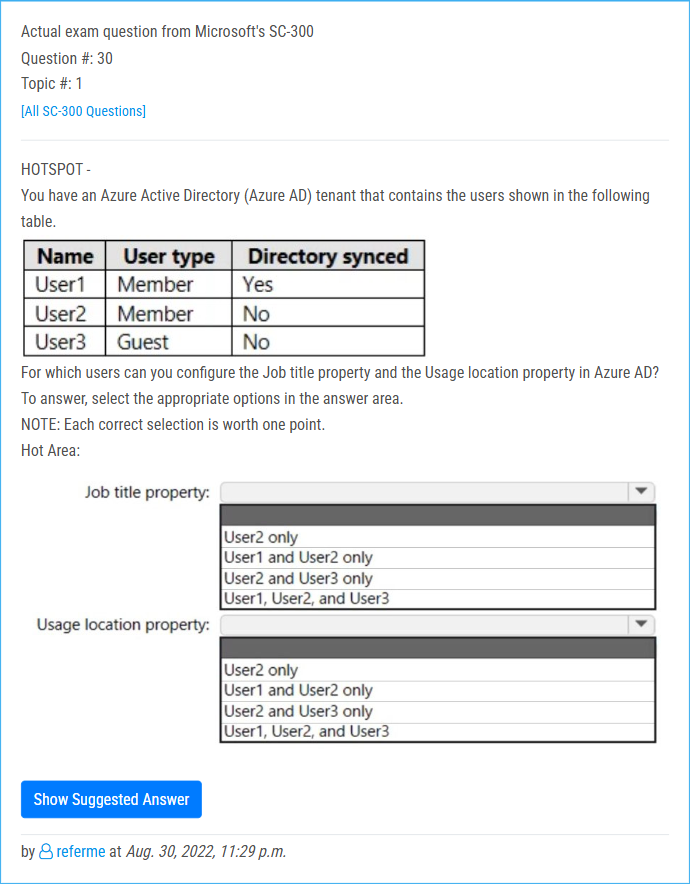 Actual exam question from Microsoft's SC-300
Question #: 30
Topic #: 1
[All SC-300 Questions]
HOTSPOT -
You have an Azure Active Directory (Azure AD) tenant that contains the users shown in the following
table.
Name User type Directory synced
User1 Member Yes
User2 Member No
User3 Guest No
For which users can you configure the Job title property and the Usage location property in Azure AD?
To answer, select the appropriate options in the answer area.
NOTE: Each correct selection is worth one point.
Hot Area:
Job title property:
User2 only
User1 and User2 only
User2 and User3 only
User1, User2, and User3
Usage location property:
User2 only
User1 and User2 only
User2 and User3 only
User1, User2, and User3
Show Suggested Answer
by referme at Aug. 30, 2022, 11:29 p.m.